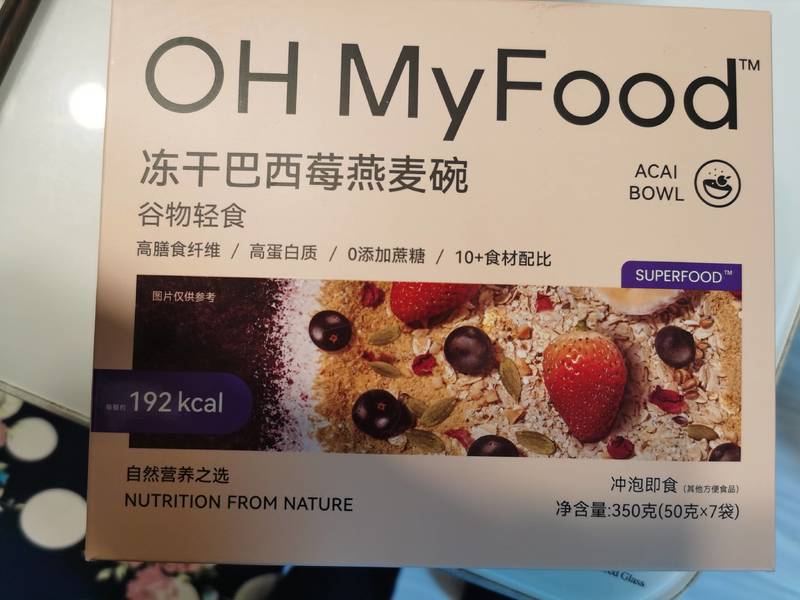 OH MyFood™
冻干巴西莓燕麦碗
ACAI
BOWL
谷物轻食
高膳食纤维 / 高蛋白质 / 0添加蔗糖 / 10+食材配比
SUPERFOOD™
图片仅供参考
192 kcal
自然营养之选
NUTRITION FROM NATURE
冲泡即食 (其他方便食品)
净含量:350克(50克×7袋)
Glass